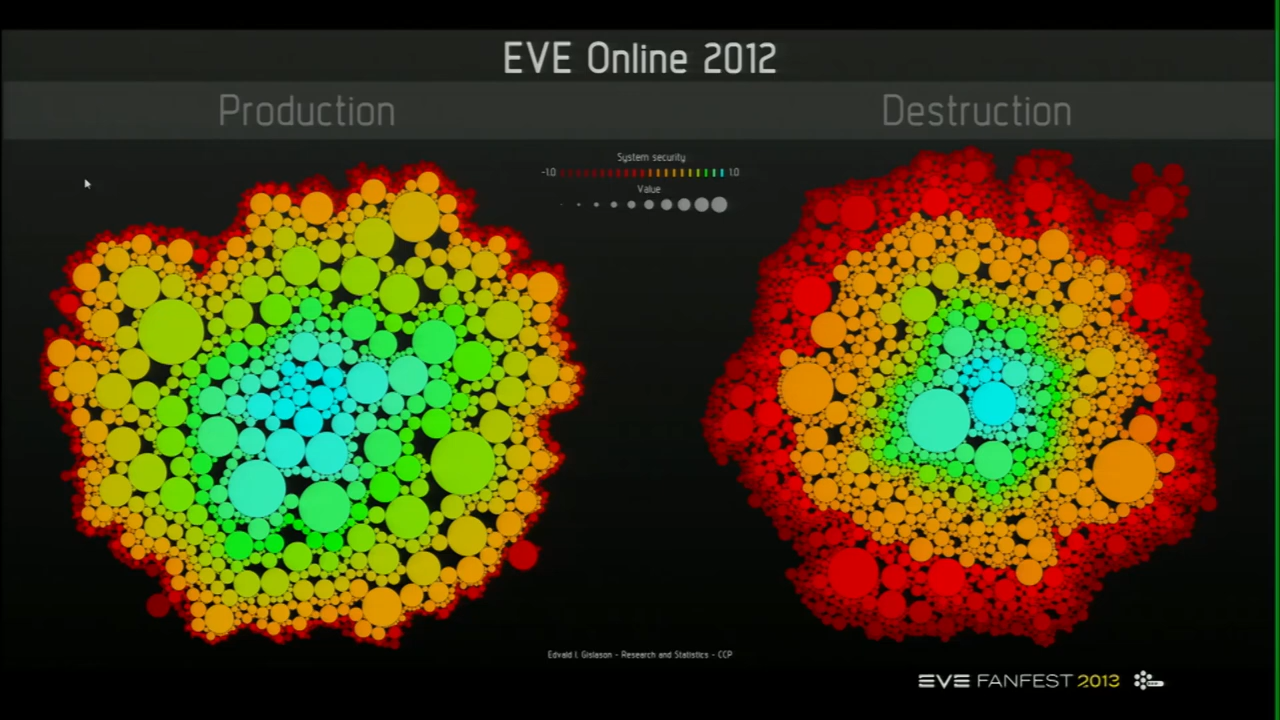 EVE Online 2012
Production
Destruction
System security
-1.0 1.0
Value
Edvald I. Gislason - Research and Statistics - CCP
EVE FANFEST 2013